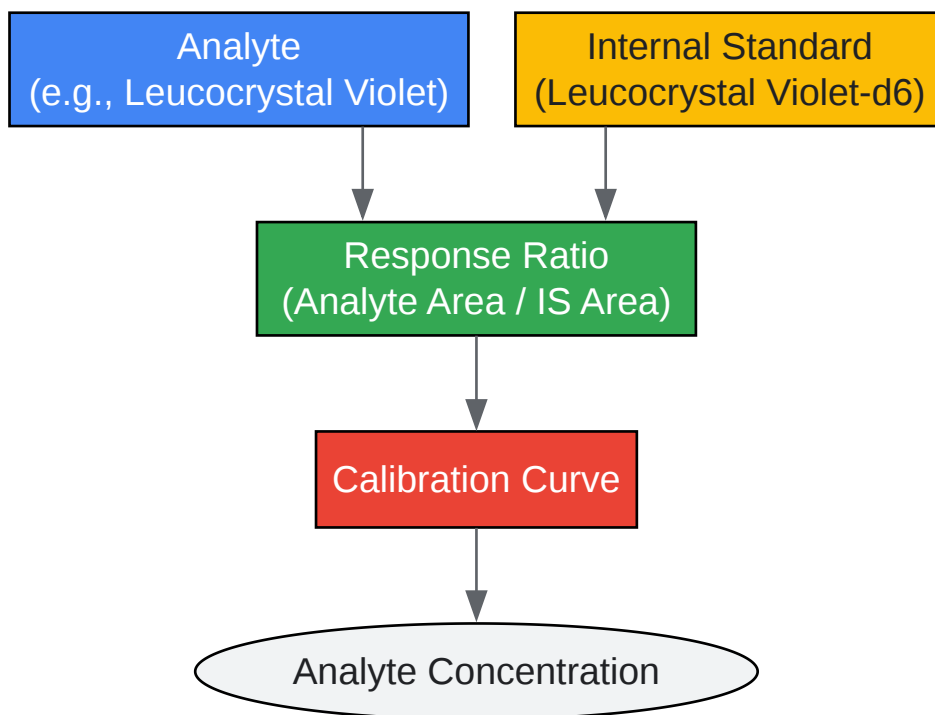 Analyte
(e.g., Leucocrystal Violet)
Internal Standard
(Leucocrystal Violet-d6)
Response Ratio
(Analyte Area / IS Area)
Calibration Curve
Analyte Concentration